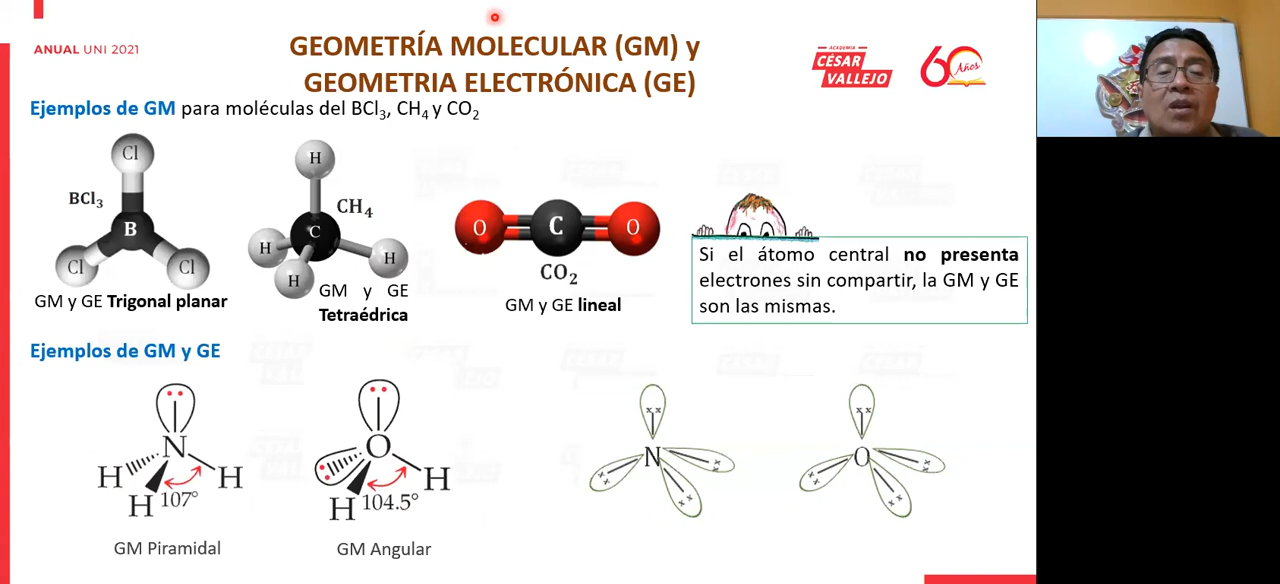 ANUAL UNI 2021
GEOMETRÍA MOLECULAR (GM) y
GEOMETRIA ELECTRÓNICA (GE)
ACADEMIA
CÉSAR
VALLEJO
60 Años
Ejemplos de GM para moléculas del BCl₃, CH₄ y CO₂
Cl
BCl₃
B
Cl
Cl
GM y GE Trigonal planar
H
CH₄
C
H
H
H
GM y GE
Tetraédrica
O
C
O
CO₂
GM y GE lineal
Si el átomo central no presenta
electrones sin compartir, la GM y GE
son las mismas.
Ejemplos de GM y GE
N
H
H
H
107°
GM Piramidal
O
H
H
104.5°
GM Angular
x x
N
x x
x x
x x
x x
O
x x
x x
x x